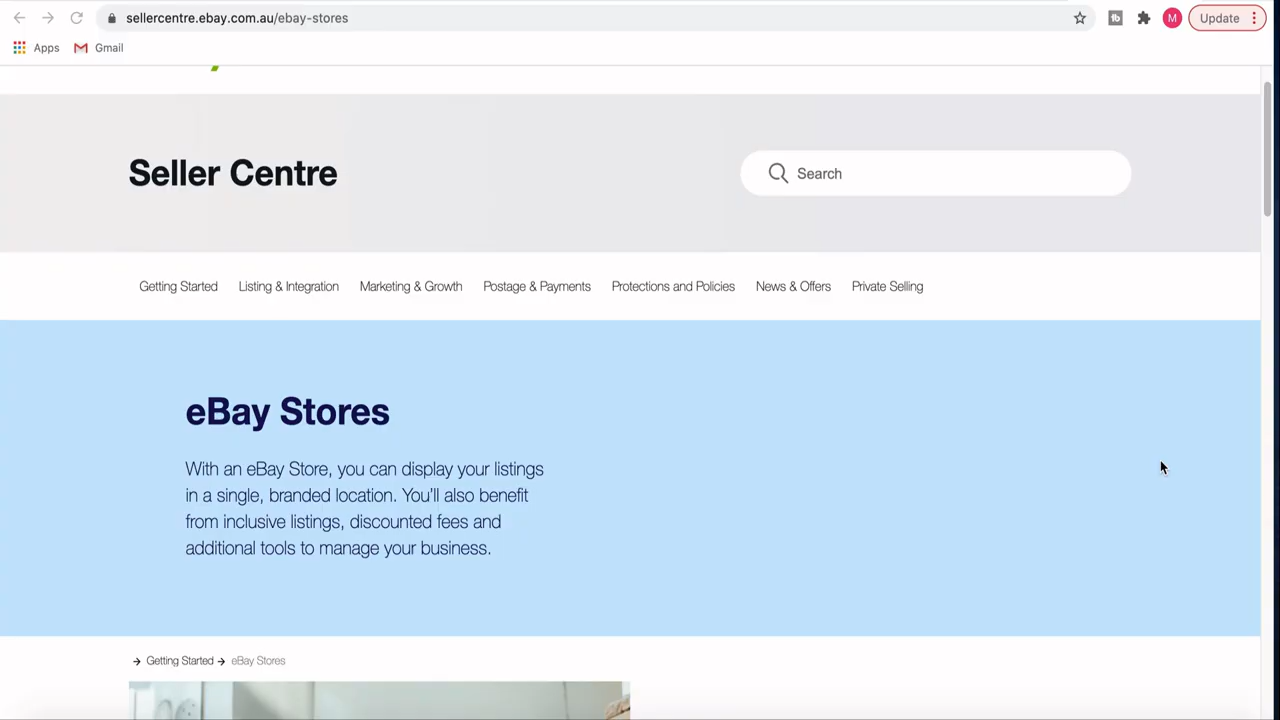 sellercentre.ebay.com.au/ebay-stores
M
Update
Apps
Gmail
Seller Centre
Search
Getting Started
Listing & Integration
Marketing & Growth
Postage & Payments
Protections and Policies
News & Offers
Private Selling
eBay Stores
With an eBay Store, you can display your listings
in a single, branded location. You'll also benefit
from inclusive listings, discounted fees and
additional tools to manage your business.
Getting Started
eBay Stores